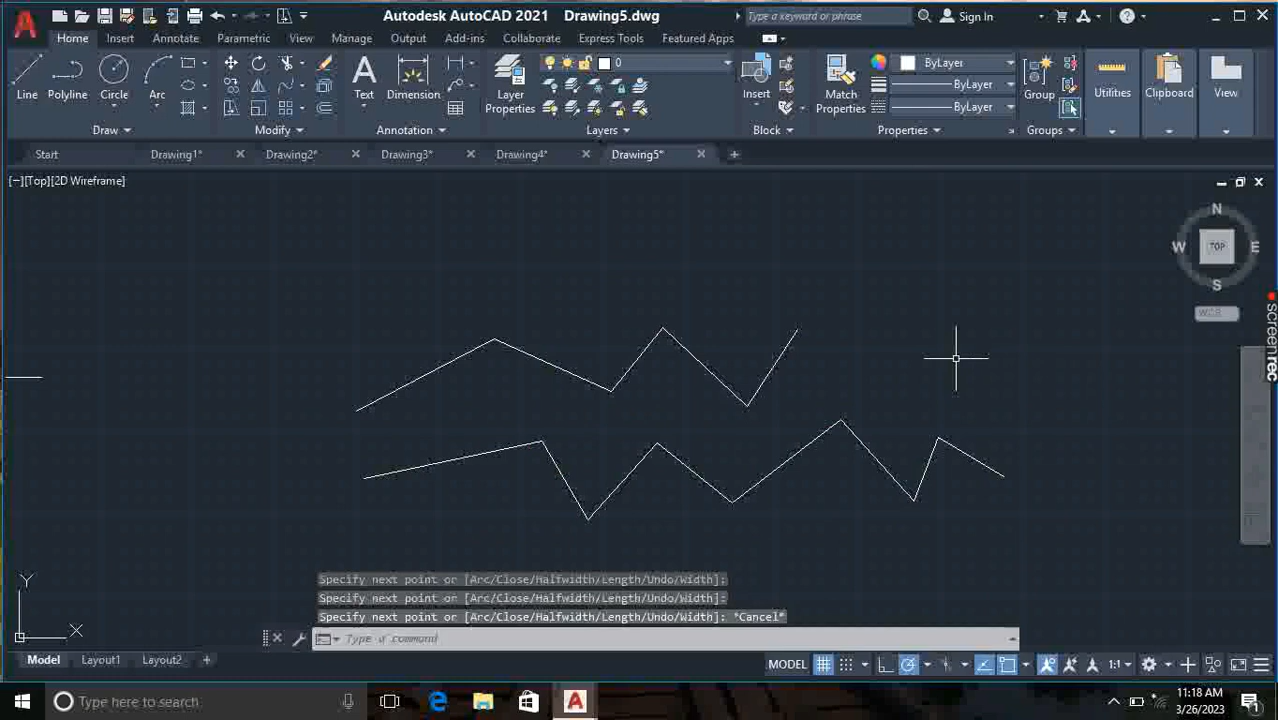 Autodesk AutoCAD 2021 Drawing5.dwg
Type a keyword or phrase
Sign In
Home Insert Annotate Parametric View Manage Output Add-ins Collaborate Express Tools Featured Apps
Line Polyline Circle Arc
Text Dimension
Layer Properties
0
Insert
Match Properties
ByLayer
ByLayer
ByLayer
Group
Utilities
Clipboard
View
Draw Modify Annotation Layers Block Properties Groups
Start Drawing1* Drawing2* Drawing3* Drawing4* Drawing5*
[−][Top][2D Wireframe]
N
W TOP E
S
WCS
screenrec
Y
X
Specify next point or [Arc/Close/Halfwidth/Length/Undo/Width]:
Specify next point or [Arc/Close/Halfwidth/Length/Undo/Width]:
Specify next point or [Arc/Close/Halfwidth/Length/Undo/Width]: *Cancel*
Type a command
Model Layout1 Layout2
MODEL
1:1
Type here to search
11:18 AM
3/26/2023
1